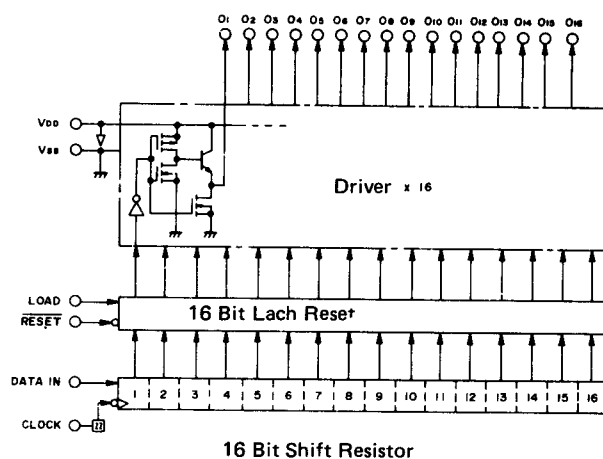 O1 O2 O3 O4 O5 O6 O7 O8 O9 O10 O11 O12 O13 O14 O15 O16
VDD
VSS
Driver x 16
LOAD
16 Bit Lach Reset
RESET
DATA IN
1 2 3 4 5 6 7 8 9 10 11 12 13 14 15 16
CLOCK
16 Bit Shift Resistor